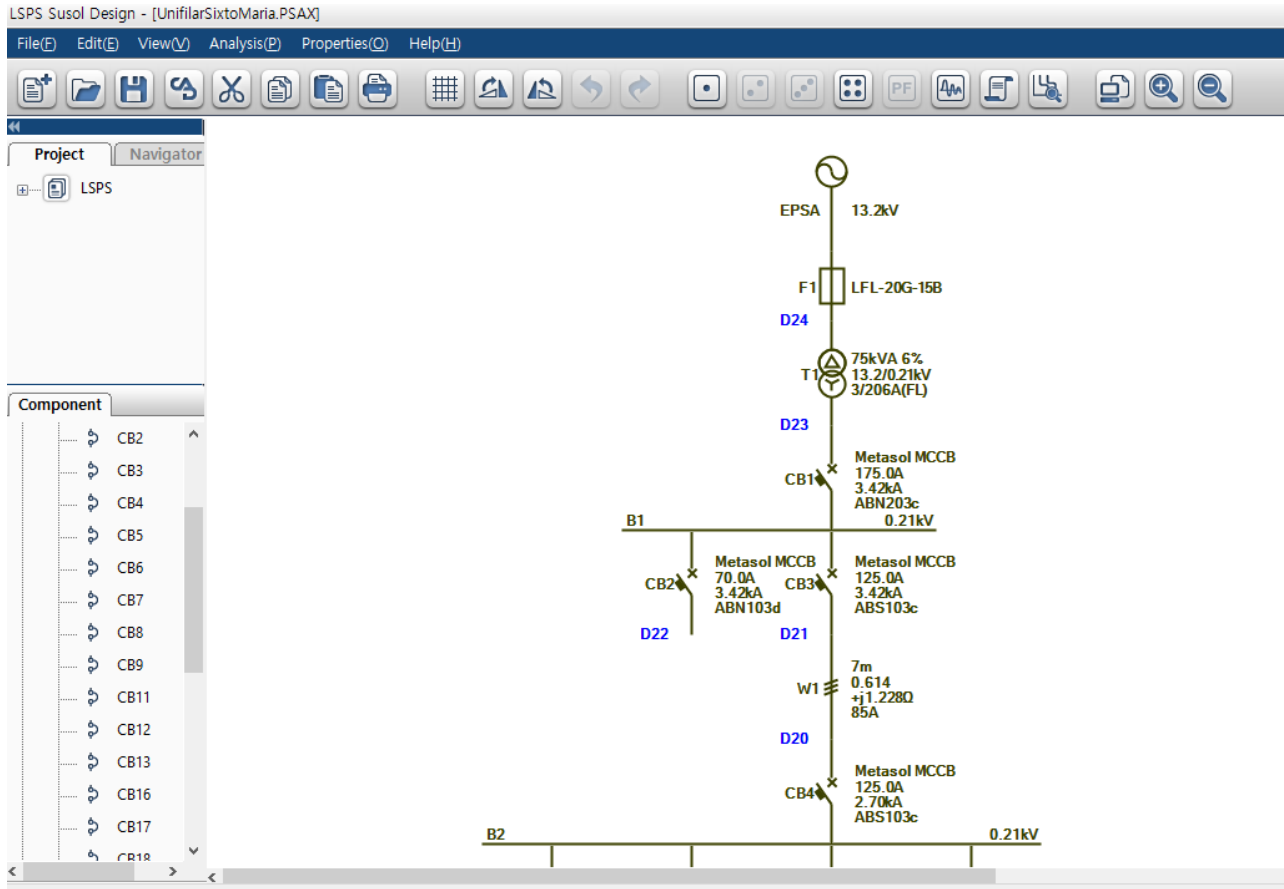 LSPS Susol Design - [UnifilarSixtoMaria.PSAX]
File(F) Edit(E) View(V) Analysis(P) Properties(O) Help(H)
PF
Project Navigator
LSPS
Component
CB2
CB3
CB4
CB5
CB6
CB7
CB8
CB9
CB11
CB12
CB13
CB16
CB17
CB18
EPSA 13.2kV
F1 LFL-20G-15B
D24
T1
75kVA 6%
13.2/0.21kV
3/206A(FL)
D23
CB1
Metasol MCCB
175.0A
3.42kA
ABN203c
B1 0.21kV
CB2
Metasol MCCB
70.0A
3.42kA
ABN103d
D22
CB3
Metasol MCCB
125.0A
3.42kA
ABS103c
D21
W1
7m
0.614
+j1.228Ω
85A
D20
CB4
Metasol MCCB
125.0A
2.70kA
ABS103c
B2 0.21kV